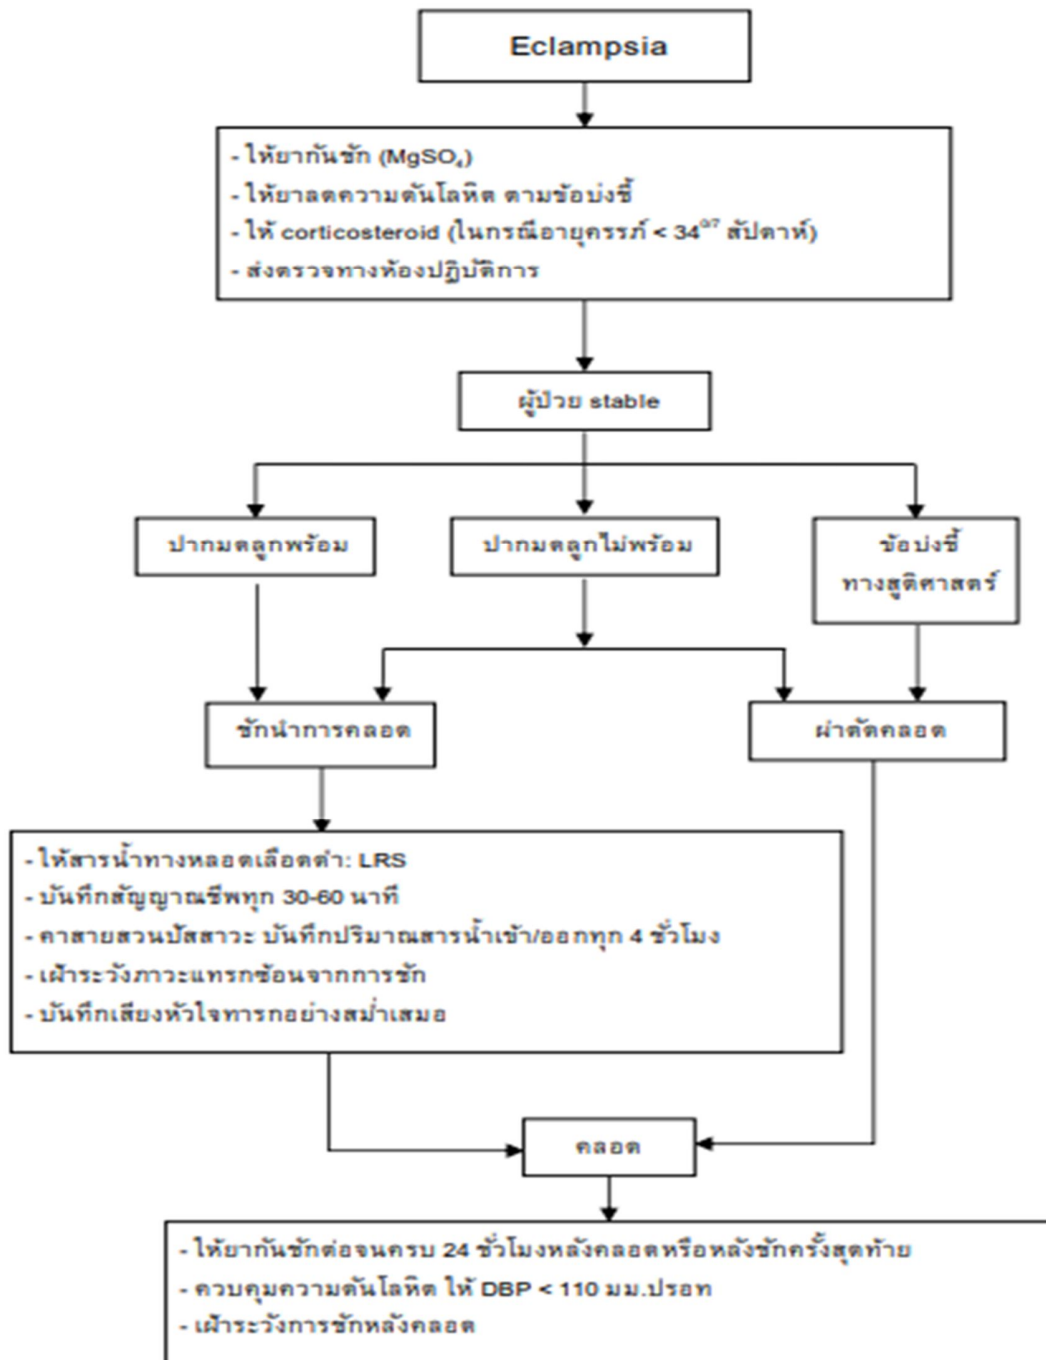 Eclampsia
- ให้ยากันชัก (MgSO₄)
- ให้ยาลดความดันโลหิต ตามข้อบ่งชี้
- ให้ corticosteroid (ในกรณีอายุครรภ์ < 34⁰ᐟ⁷ สัปดาห์)
- ส่งตรวจทางห้องปฏิบัติการ
ผู้ป่วย stable
ปากมดลูกพร้อม
ปากมดลูกไม่พร้อม
ข้อบ่งชี้
ทางสูติศาสตร์
ชักนำการคลอด
ผ่าตัดคลอด
- ให้สารน้ำทางหลอดเลือดดำ: LRS
- บันทึกสัญญาณชีพทุก 30-60 นาที
- คาสายสวนปัสสาวะ บันทึกปริมาณสารน้ำเข้า/ออกทุก 4 ชั่วโมง
- เฝ้าระวังภาวะแทรกซ้อนจากการชัก
- บันทึกเสียงหัวใจทารกอย่างสม่ำเสมอ
คลอด
- ให้ยากันชักต่อจนครบ 24 ชั่วโมงหลังคลอดหรือหลังชักครั้งสุดท้าย
- ควบคุมความดันโลหิต ให้ DBP < 110 มม.ปรอท
- เฝ้าระวังการชักหลังคลอด